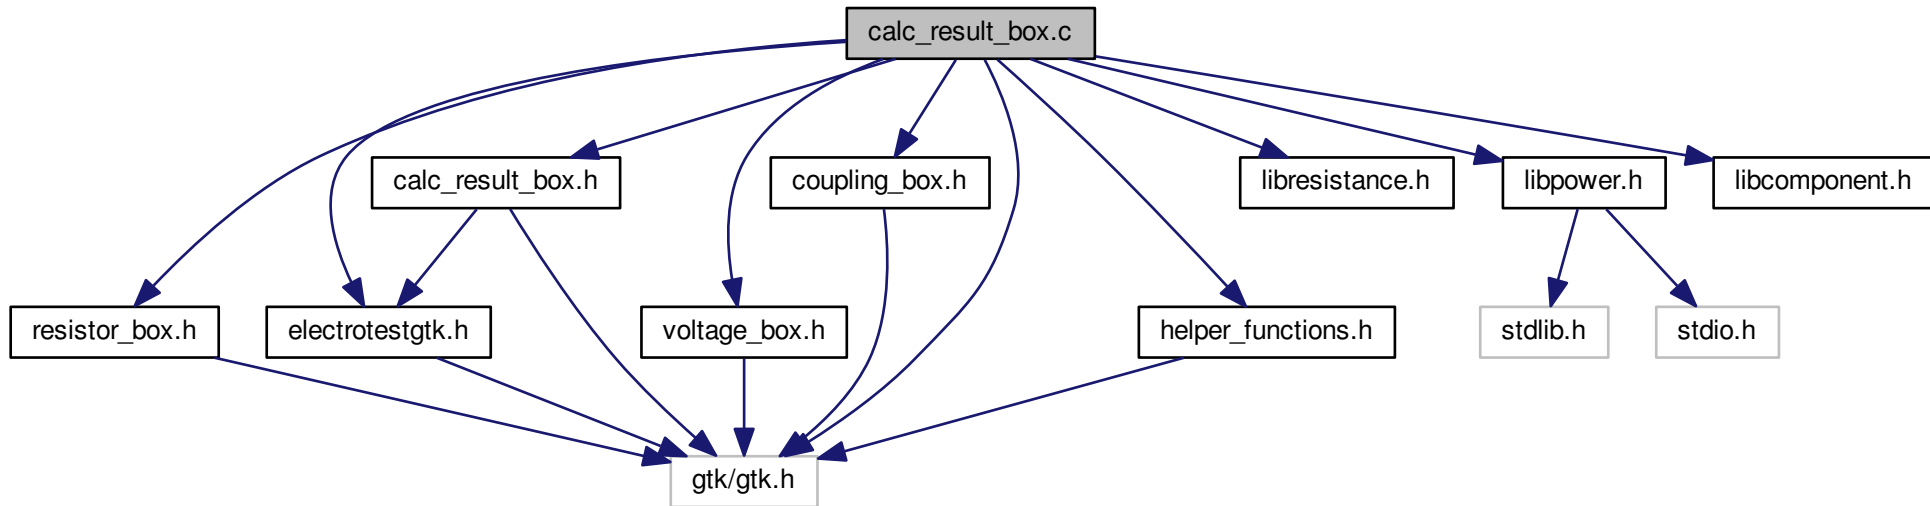 calc_result_box.c
calc_result_box.h
coupling_box.h
libresistance.h
libpower.h
libcomponent.h
resistor_box.h
electrotestgtk.h
voltage_box.h
helper_functions.h
stdlib.h
stdio.h
gtk/gtk.h